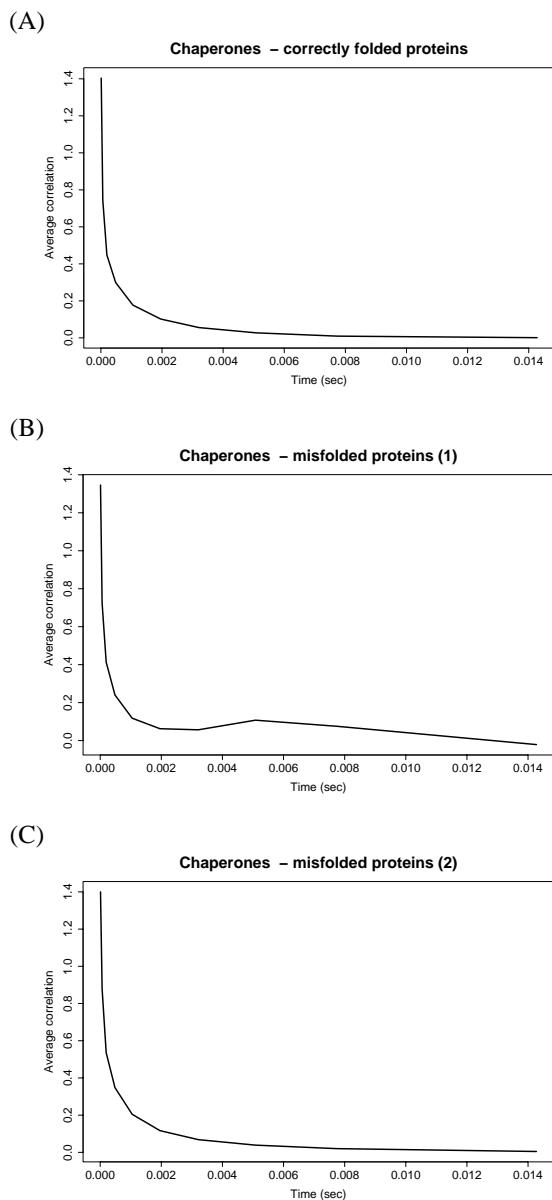 (A)
Chaperones – correctly folded proteins
1.4
1.2
1.0
0.8
0.6
0.4
0.2
0.0
Average correlation
0.000 0.002 0.004 0.006 0.008 0.010 0.012 0.014
Time (sec)
(B)
Chaperones – misfolded proteins (1)
1.4
1.2
1.0
0.8
0.6
0.4
0.2
0.0
Average correlation
0.000 0.002 0.004 0.006 0.008 0.010 0.012 0.014
Time (sec)
(C)
Chaperones – misfolded proteins (2)
1.4
1.2
1.0
0.8
0.6
0.4
0.2
0.0
Average correlation
0.000 0.002 0.004 0.006 0.008 0.010 0.012 0.014
Time (sec)